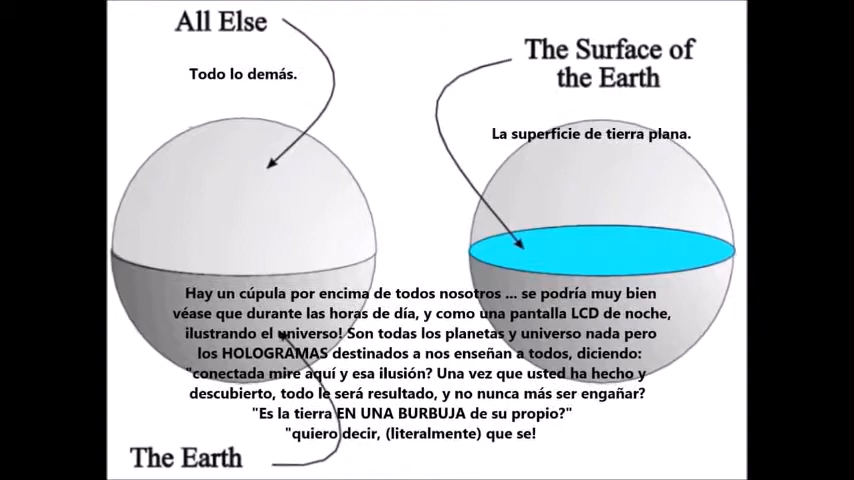 All Else
Todo lo demás.
The Surface of
the Earth
La superficie de tierra plana.
Hay un cúpula por encima de todos nosotros ... se podría muy bien
véase que durante las horas de día, y como una pantalla LCD de noche,
ilustrando el universo! Son todas los planetas y universo nada pero
los HOLOGRAMAS destinados a nos enseñan a todos, diciendo:
"conectada mire aquí y esa ilusión? Una vez que usted ha hecho y
descubierto, todo le será resultado, y no nunca más ser engañar?
"Es la tierra EN UNA BURBUJA de su propio?"
"quiero decir, (literalmente) que se!
The Earth